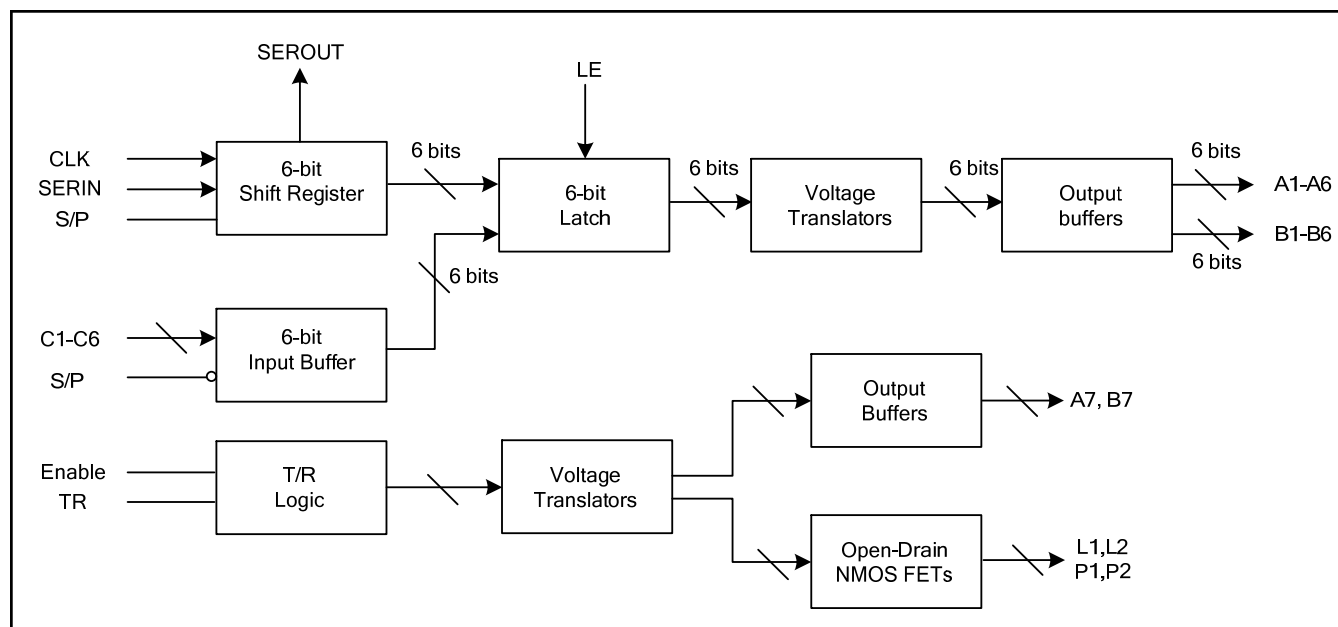 SEROUT
LE
CLK
SERIN
S/P
6-bit
Shift Register
6 bits
6-bit
Latch
6 bits
Voltage
Translators
6 bits
Output
buffers
6 bits
A1-A6
B1-B6
6 bits
6 bits
C1-C6
S/P
6-bit
Input Buffer
Output
Buffers
A7, B7
Enable
TR
T/R
Logic
Voltage
Translators
Open-Drain
NMOS FETs
L1,L2
P1,P2